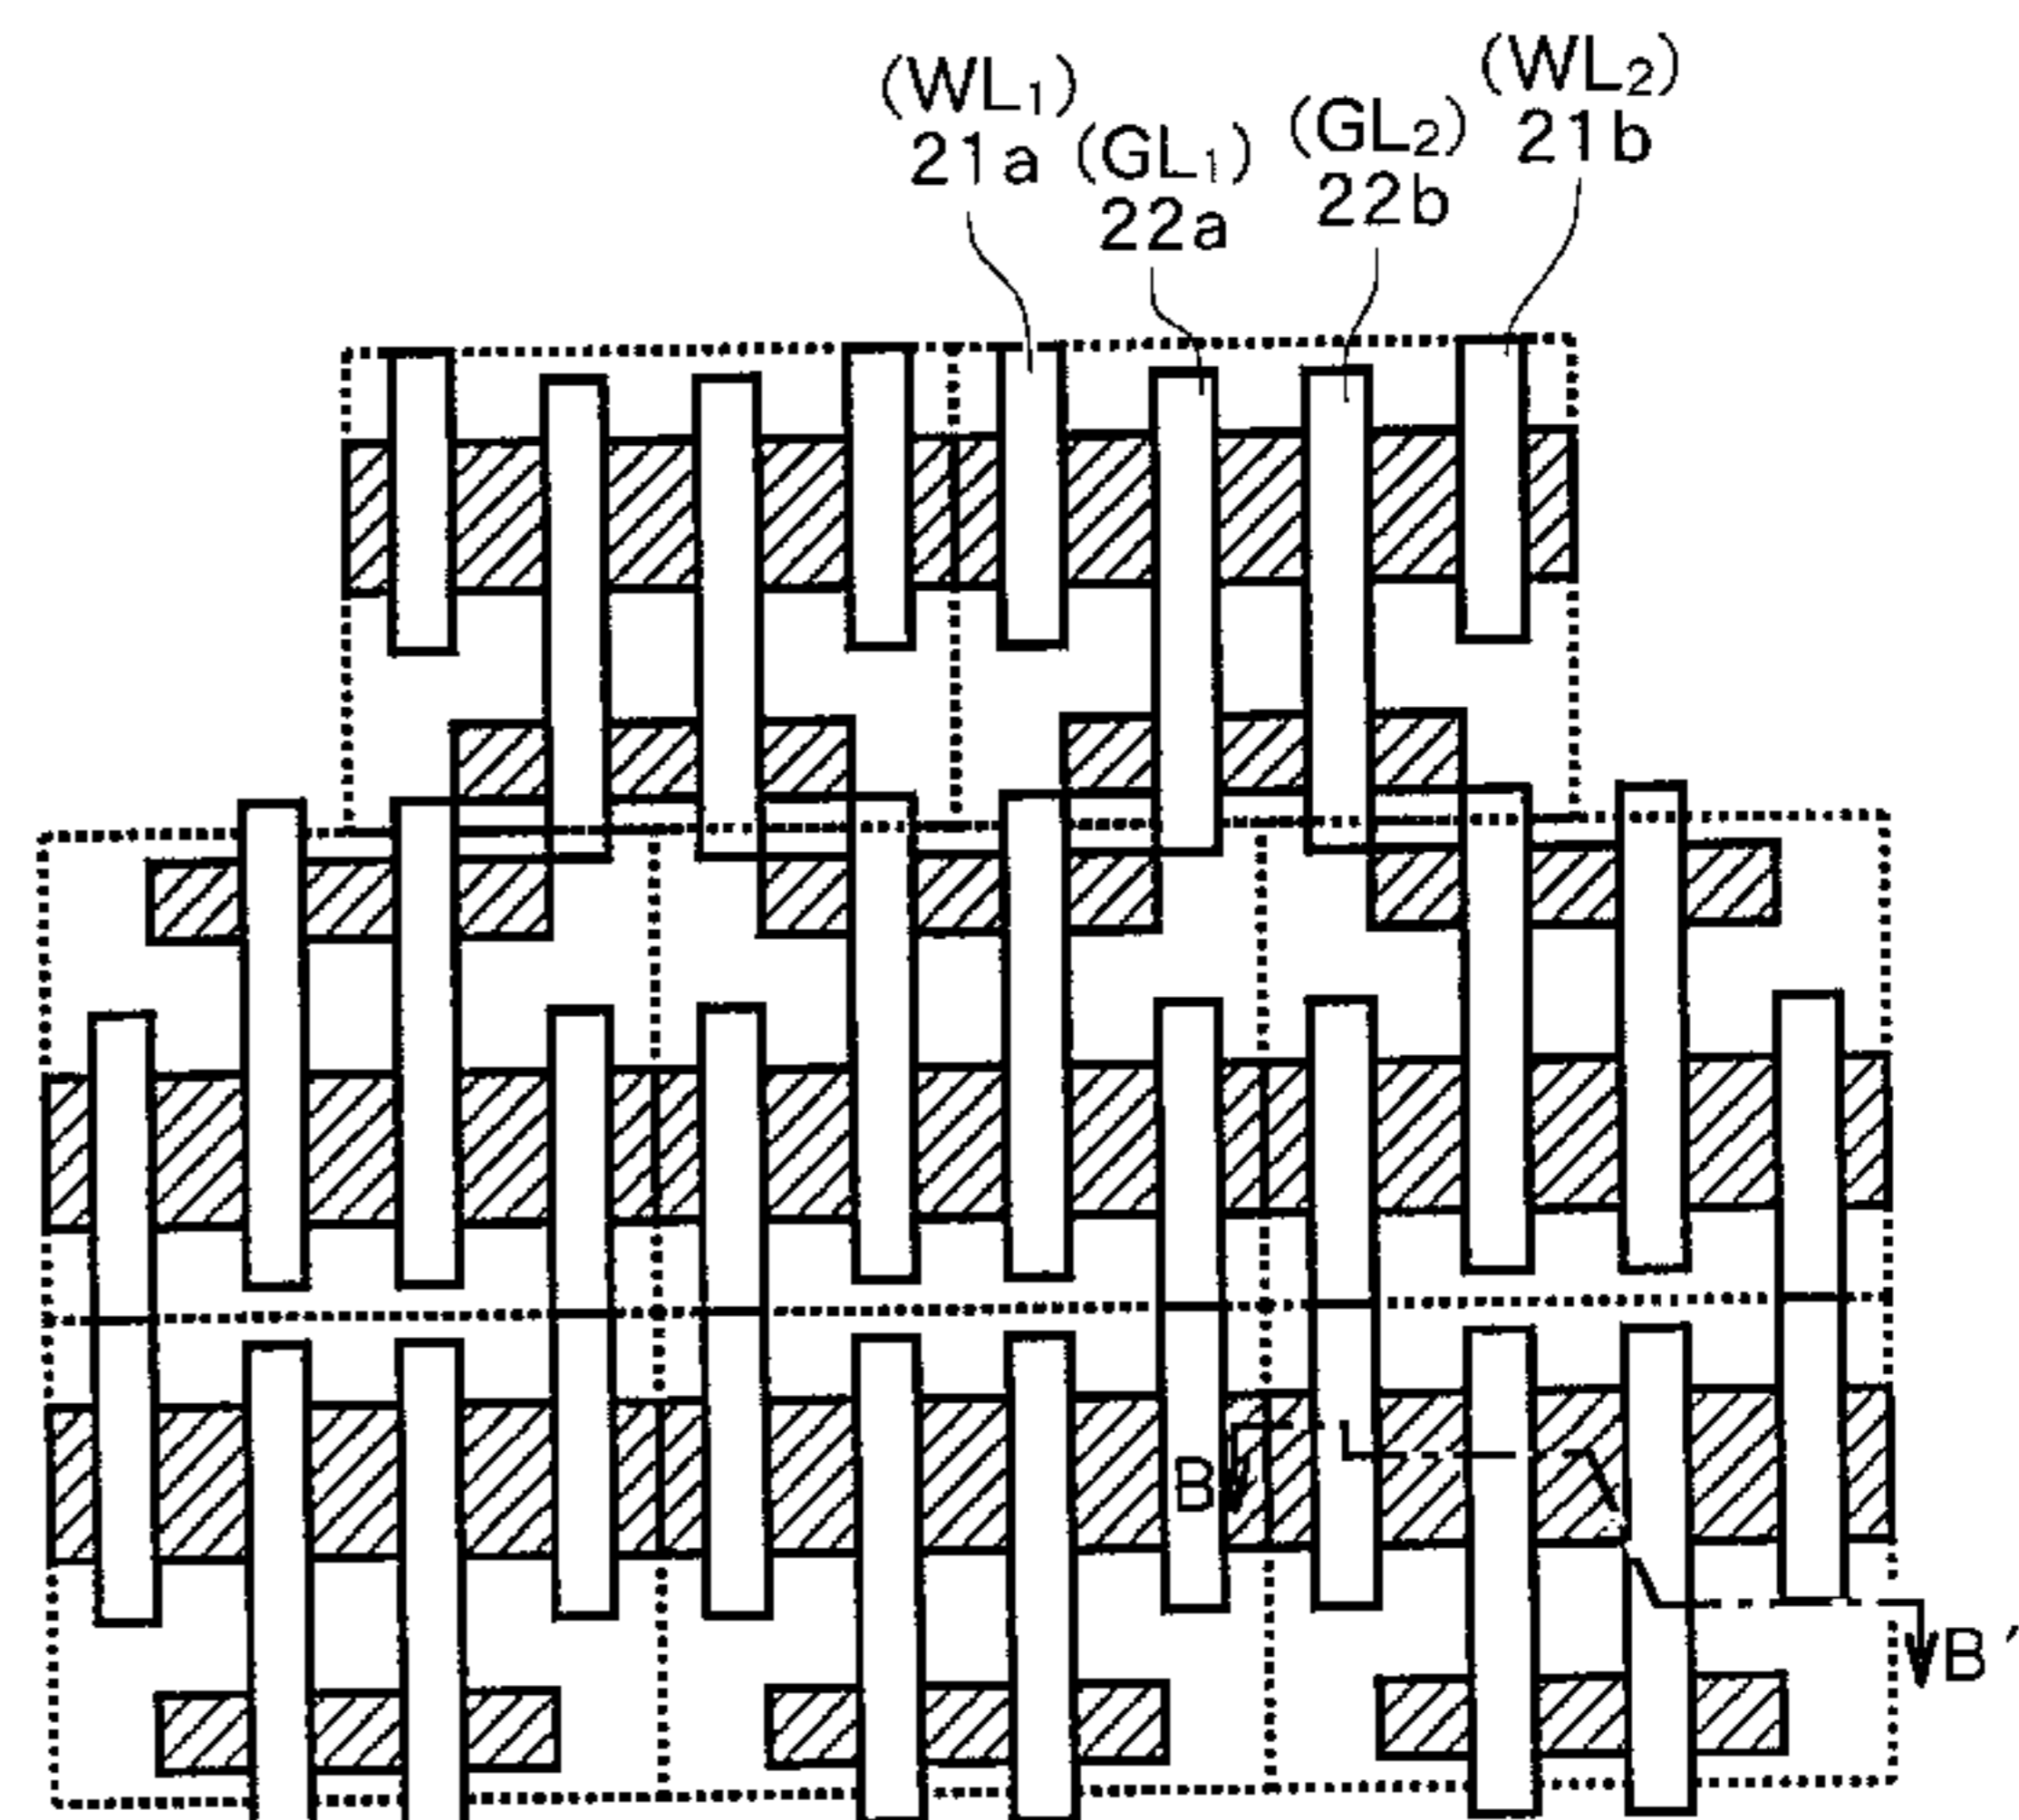 (WL₁)
21a
(GL₁)
22a
(GL₂)
22b
(WL₂)
21b
B
B′